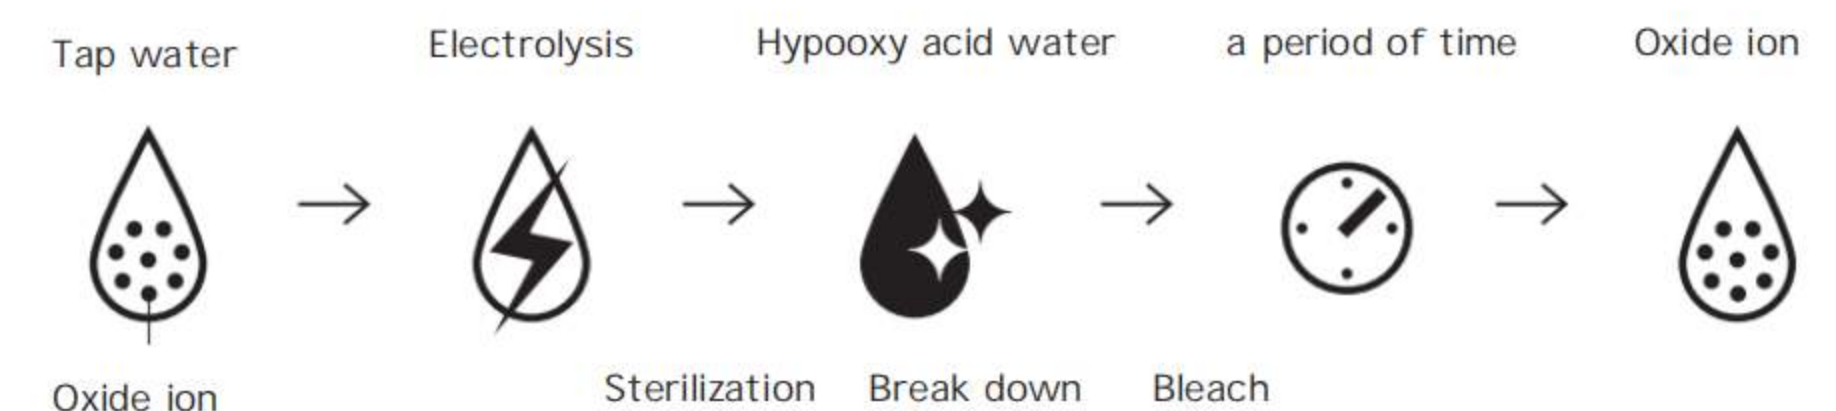 Tap water
Electrolysis
Hypooxy acid water
a period of time
Oxide ion
Oxide ion
Sterilization
Break down
Bleach